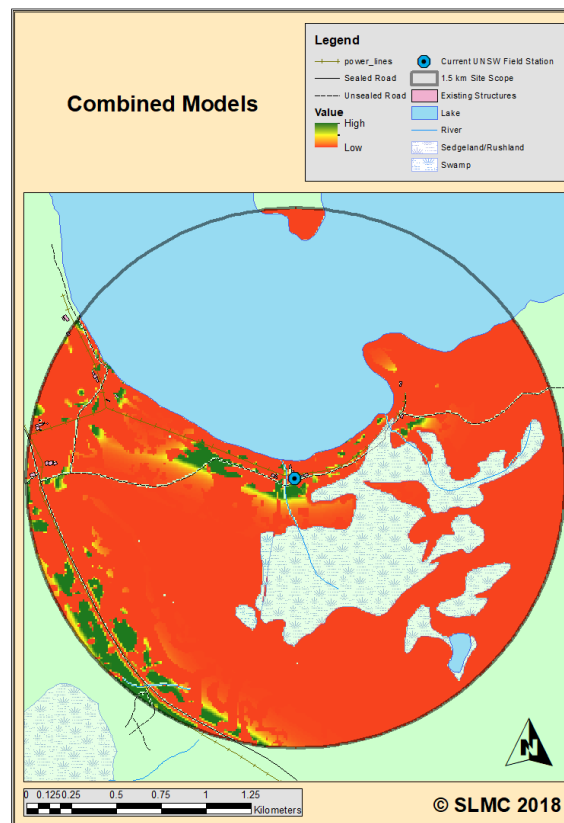 Combined Models
Legend
power_lines
Sealed Road
Unsealed Road
Value
High
Low
Current UNSW Field Station
1.5 km Site Scope
Existing Structures
Lake
River
Sedgeland/Rushland
Swamp
N
0 0.125 0.25 0.5 0.75 1 1.25
Kilometers
© SLMC 2018